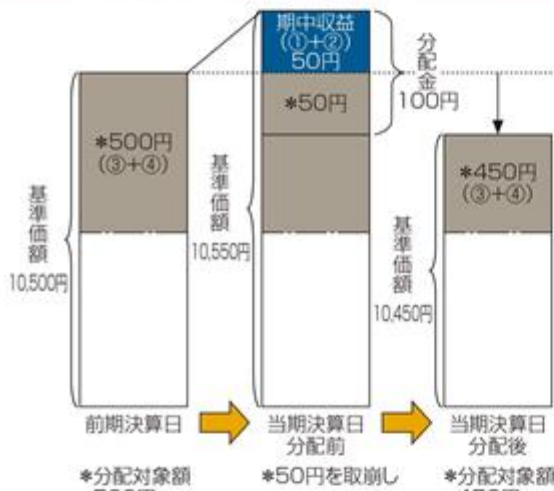 期中収益
(①+②)
50円
分配金
100円
*50円
*500円
(③+④)
*450円
(③+④)
基準価額
10,500円
基準価額
10,550円
基準価額
10,450円
前期決算日
当期決算日
分配前
当期決算日
分配後
*分配対象額
*50円を取崩し
*分配対象額